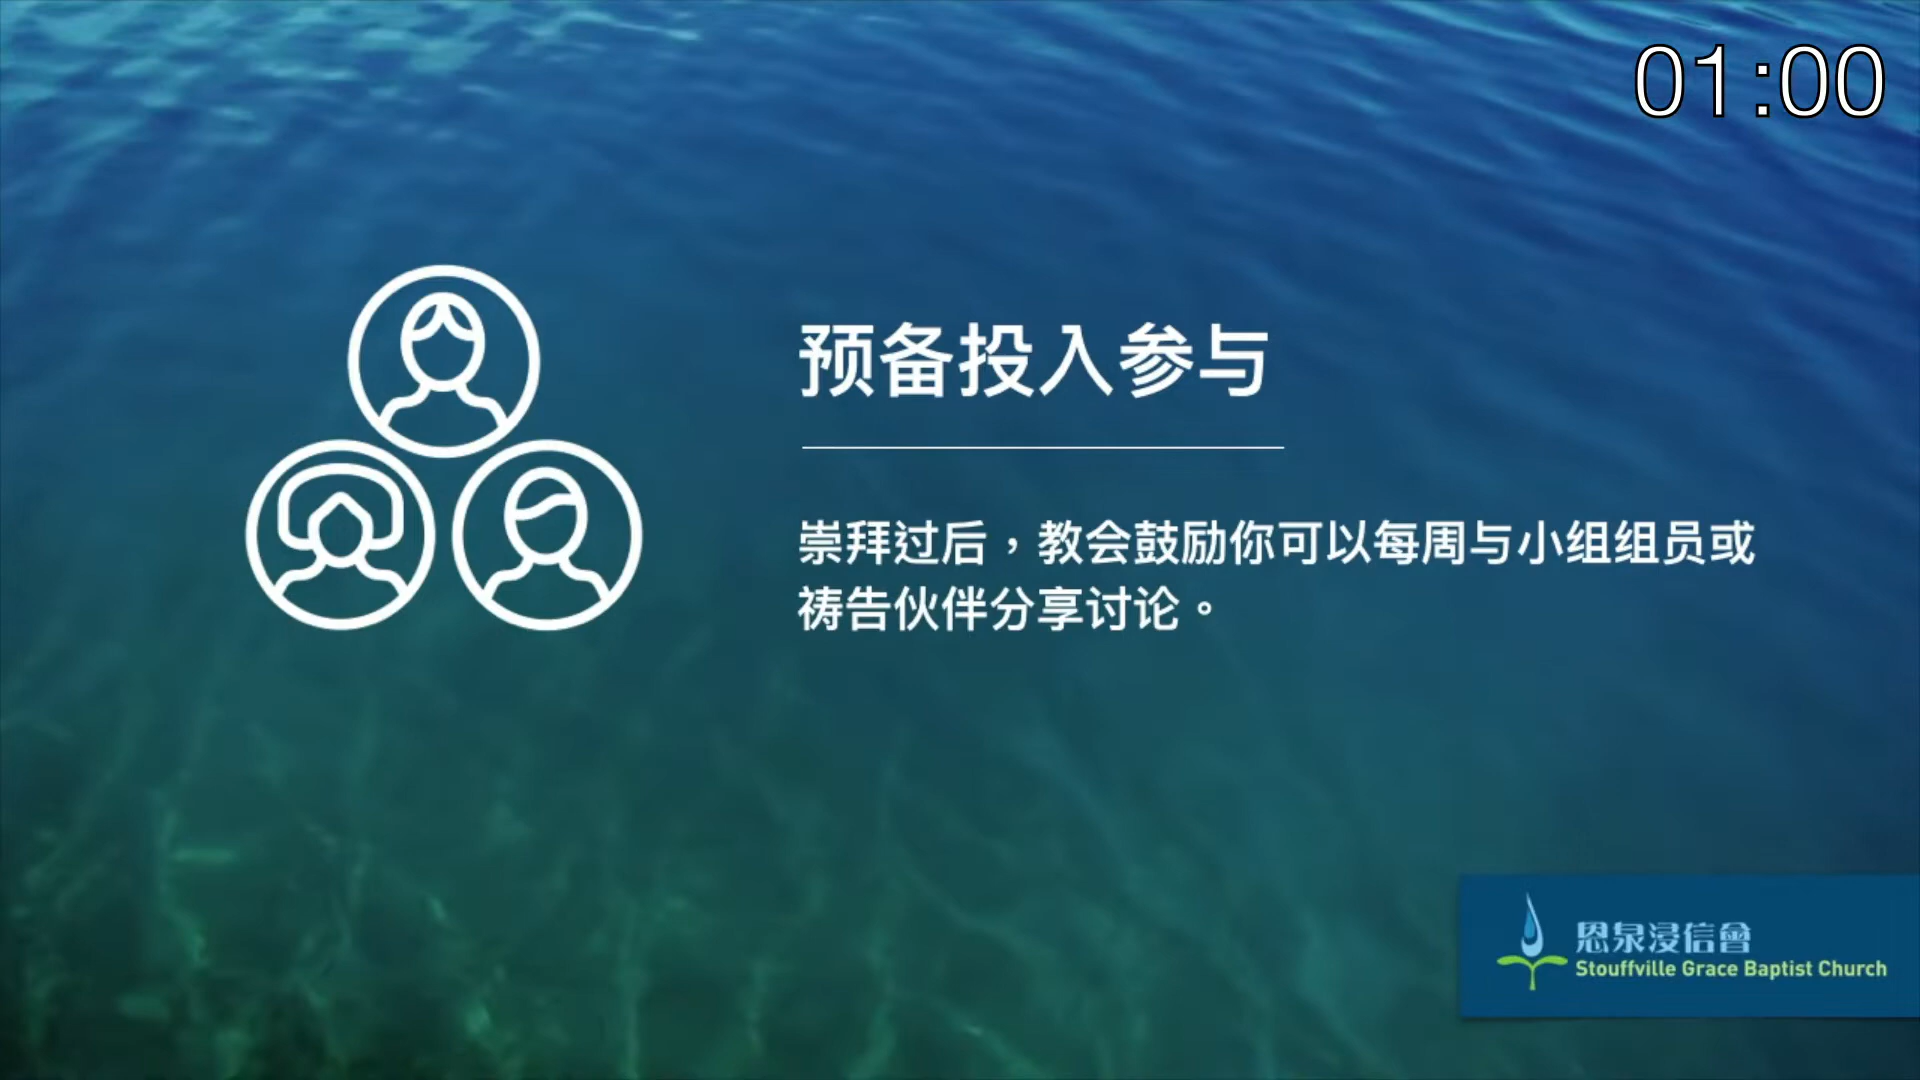 01:00
预备投入参与
崇拜过后，教会鼓励你可以每周与小组组员或
祷告伙伴分享讨论。
恩泉浸信會
Stouffville Grace Baptist Church